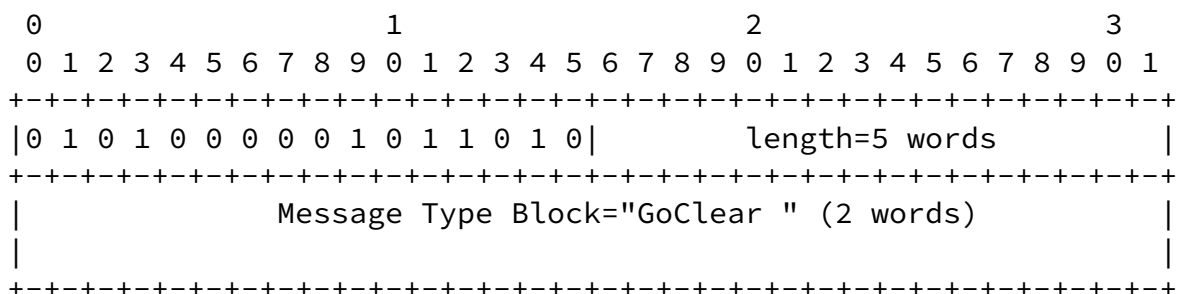 0                   1                   2                   3
 0 1 2 3 4 5 6 7 8 9 0 1 2 3 4 5 6 7 8 9 0 1 2 3 4 5 6 7 8 9 0 1
+-+-+-+-+-+-+-+-+-+-+-+-+-+-+-+-+-+-+-+-+-+-+-+-+-+-+-+-+-+-+-+-+
|0 1 0 1 0 0 0 0 0 1 0 1 1 0 1 0|        length=5 words         |
+-+-+-+-+-+-+-+-+-+-+-+-+-+-+-+-+-+-+-+-+-+-+-+-+-+-+-+-+-+-+-+-+
|              Message Type Block="GoClear " (2 words)          |
|                                                               |
+-+-+-+-+-+-+-+-+-+-+-+-+-+-+-+-+-+-+-+-+-+-+-+-+-+-+-+-+-+-+-+-+